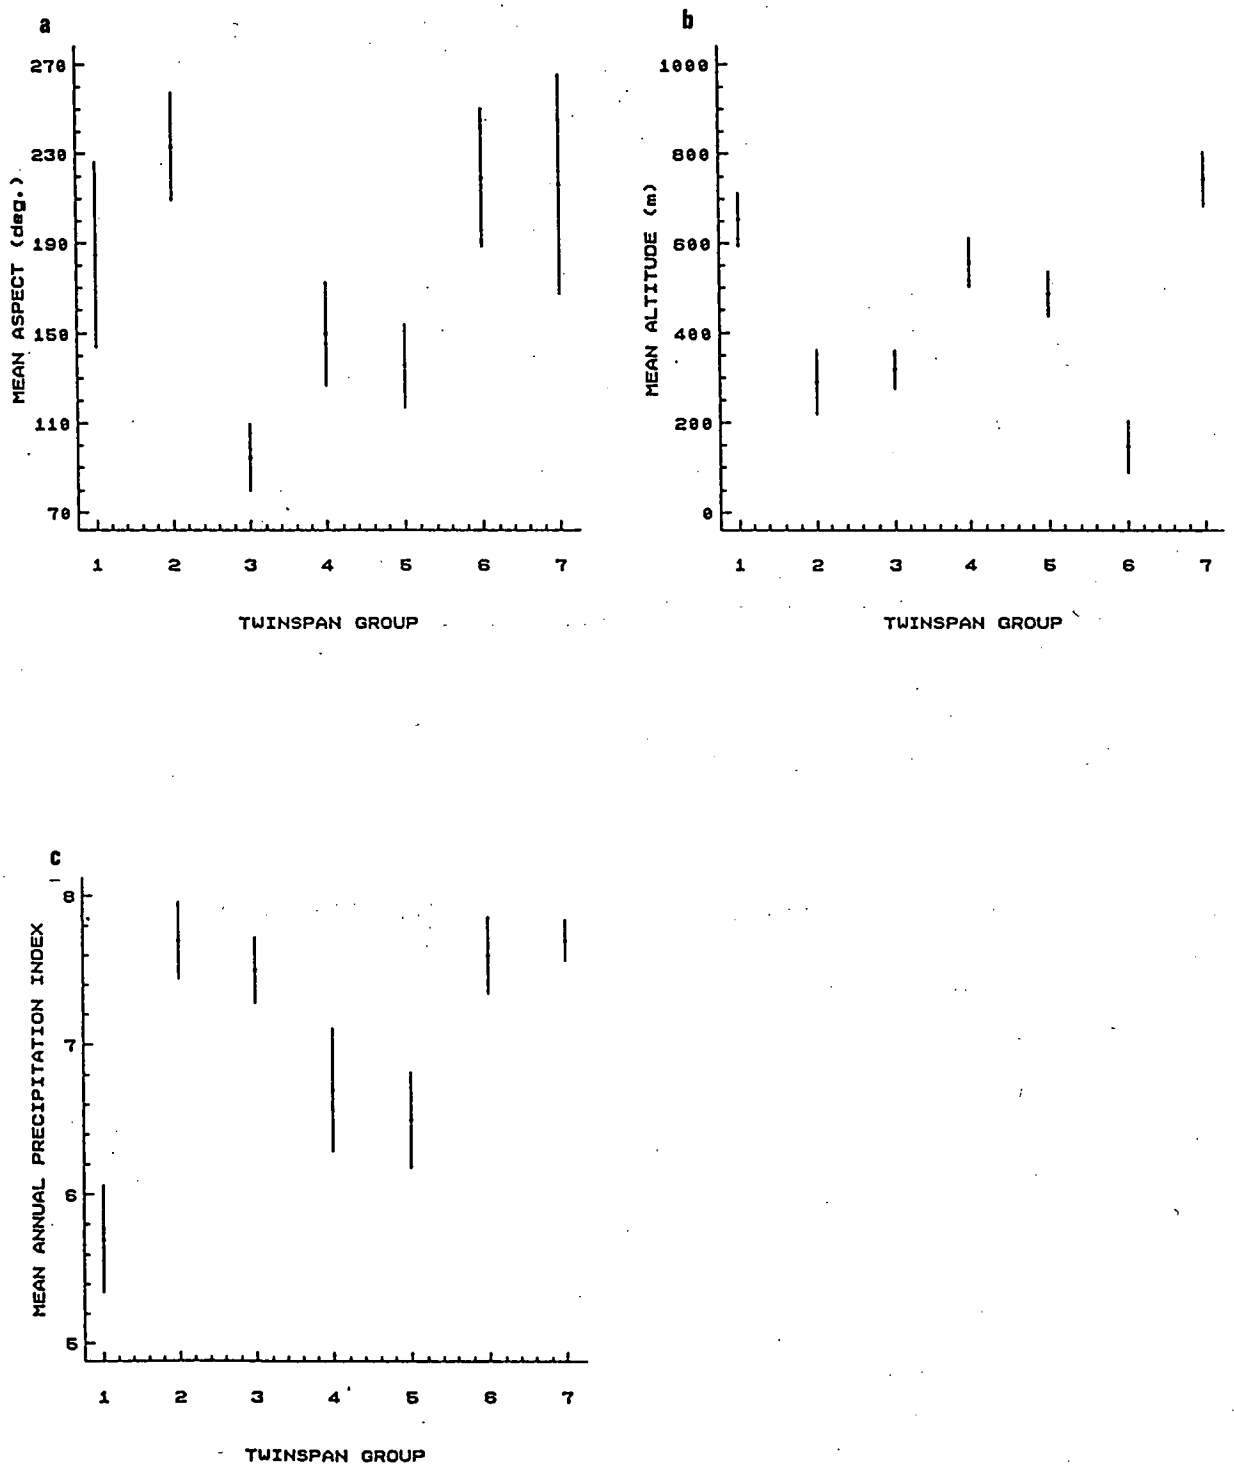 a
270
230
190
150
110
70
MEAN ASPECT (deg.)
1 2 3 4 5 6 7
TWINSPAN GROUP
b
1000
800
600
400
200
0
MEAN ALTITUDE (m)
1 2 3 4 5 6 7
TWINSPAN GROUP
c
8
7
6
5
MEAN ANNUAL PRECIPITATION INDEX
1 2 3 4 5 6 7
TWINSPAN GROUP